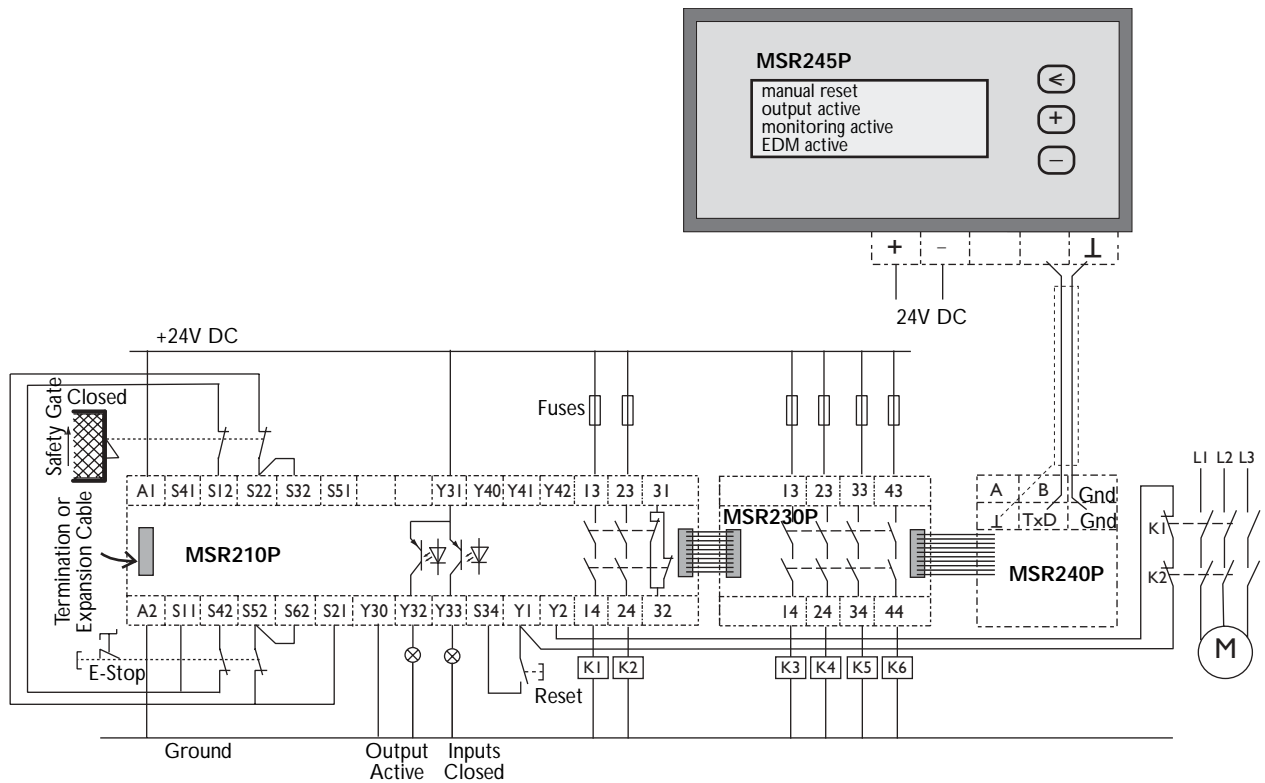 MSR245P
manual reset
output active
monitoring active
EDM active
<
+
−
+ − ⊥
24V DC
+24V DC
Safety Gate
Closed
Fuses
L1 L2 L3
A1 S41 S12 S22 S32 S51 Y31 Y40 Y41 Y42 13 23 31
13 23 33 43
A B Gnd
⊥ TxD Gnd
MSR210P
MSR230P
MSR240P
K1
K2
Termination or
Expansion Cable
A2 S11 S42 S52 S62 S21 Y30 Y32 Y33 S34 Y1 Y2 14 24 32
14 24 34 44
E-Stop
K1 K2
K3 K4 K5 K6
M
Reset
Ground
Output
Active
Inputs
Closed